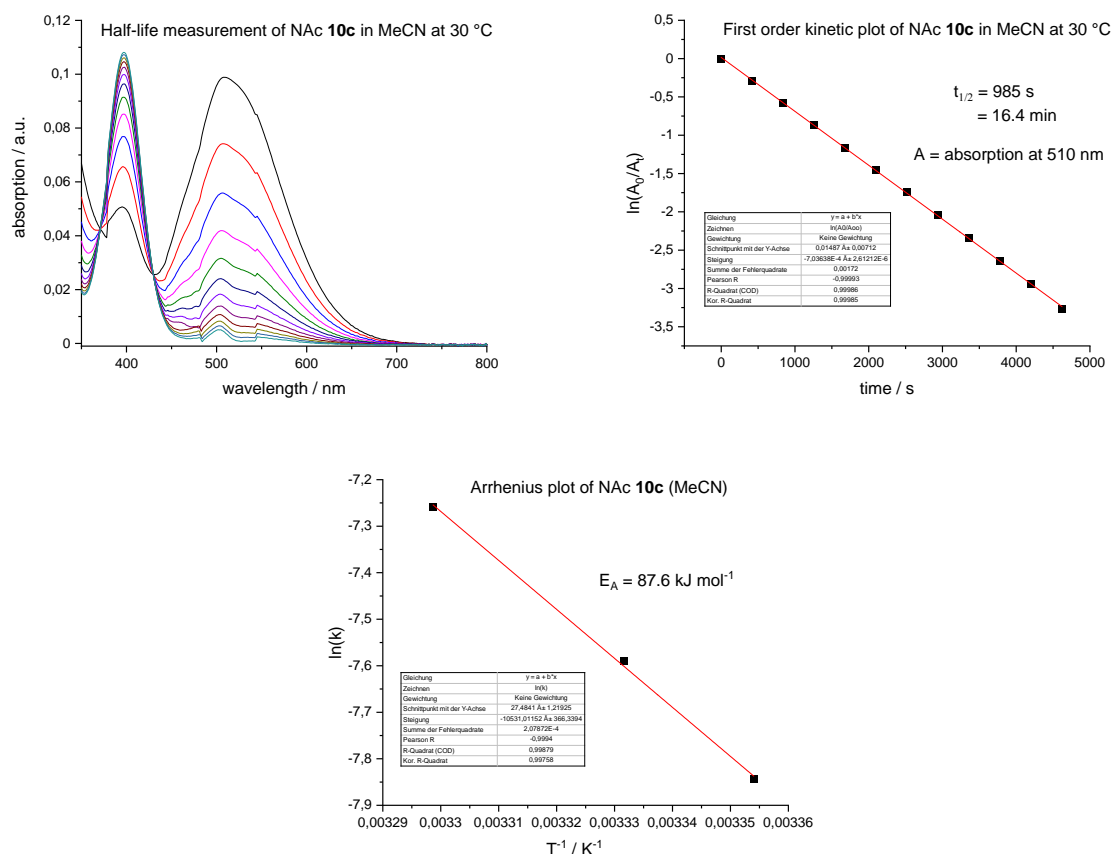 Half-life measurement of NAc 10c in MeCN at 30 °C
0,12
0,1
0,08
0,06
0,04
0,02
0
absorption / a.u.
400
500
600
700
800
wavelength / nm
First order kinetic plot of NAc 10c in MeCN at 30 °C
t1/2 = 985 s
= 16.4 min
A = absorption at 510 nm
0,5
0,0
-0,5
-1
-1,5
-2,0
-2,5
-3,0
-3,5
ln(A0/At)
Gleichung y = a + b*x
Zeichnen ln(A0/Aoo)
Gewichtung Keine Gewichtung
Schnittpunkt mit der Y-Achse 0,01487 Â± 0,00712
Steigung -7,03638E-4 Â± 2,61212E-6
Summe der Fehlerquadrate 0,00172
Pearson R -0,99993
R-Quadrat (COD) 0,99986
Kor. R-Quadrat 0,99985
0
1000
2000
3000
4000
5000
time / s
Arrhenius plot of NAc 10c (MeCN)
EA = 87.6 kJ mol-1
-7,2
-7,3
-7,4
-7,5
-7,6
-7,7
-7,8
-7,9
ln(k)
Gleichung y = a + b*x
Zeichnen ln(k)
Gewichtung Keine Gewichtung
Schnittpunkt mit der Y-Achse 27,4841 Â± 1,21925
Steigung -10531,01152 Â± 366,3394
Summe der Fehlerquadrate 2,07872E-4
Pearson R -0,9994
R-Quadrat (COD) 0,99879
Kor. R-Quadrat 0,99758
0,00329
0,0033
0,00331
0,00332
0,00333
0,00334
0,00335
0,00336
T-1 / K-1